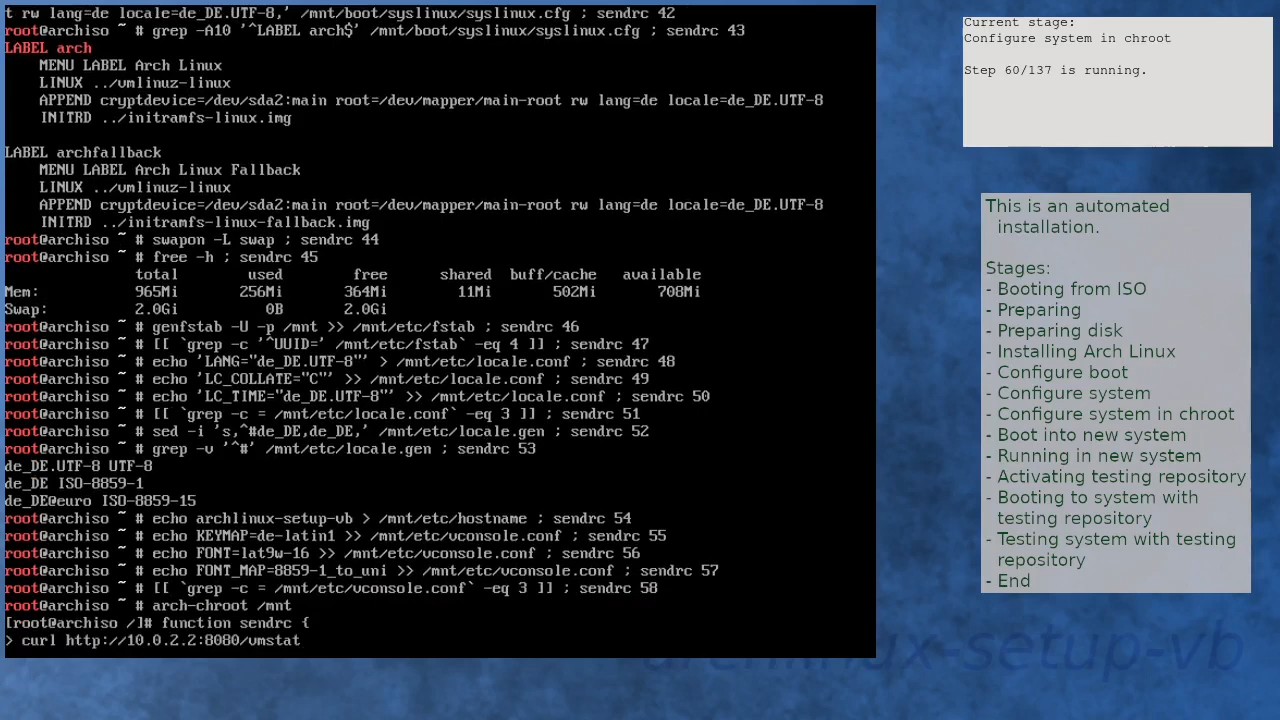 t rw lang=de locale=de_DE.UTF-8,' /mnt/boot/syslinux/syslinux.cfg ; sendrc 42
root@archiso ~ # grep -A10 '^LABEL arch$' /mnt/boot/syslinux/syslinux.cfg ; sendrc 43
LABEL arch
    MENU LABEL Arch Linux
    LINUX ../vmlinuz-linux
    APPEND cryptdevice=/dev/sda2:main root=/dev/mapper/main-root rw lang=de locale=de_DE.UTF-8
    INITRD ../initramfs-linux.img

LABEL archfallback
    MENU LABEL Arch Linux Fallback
    LINUX ../vmlinuz-linux
    APPEND cryptdevice=/dev/sda2:main root=/dev/mapper/main-root rw lang=de locale=de_DE.UTF-8
    INITRD ../initramfs-linux-fallback.img
root@archiso ~ # swapon -L swap ; sendrc 44
root@archiso ~ # free -h ; sendrc 45
               total        used        free      shared  buff/cache   available
Mem:           965Mi       256Mi       364Mi        11Mi       502Mi       708Mi
Swap:          2.0Gi          0B       2.0Gi
root@archiso ~ # genfstab -U -p /mnt >> /mnt/etc/fstab ; sendrc 46
root@archiso ~ # [[ `grep -c '^UUID=' /mnt/etc/fstab` -eq 4 ]] ; sendrc 47
root@archiso ~ # echo 'LANG="de_DE.UTF-8"' > /mnt/etc/locale.conf ; sendrc 48
root@archiso ~ # echo 'LC_COLLATE="C"' >> /mnt/etc/locale.conf ; sendrc 49
root@archiso ~ # echo 'LC_TIME="de_DE.UTF-8"' >> /mnt/etc/locale.conf ; sendrc 50
root@archiso ~ # [[ `grep -c = /mnt/etc/locale.conf` -eq 3 ]] ; sendrc 51
root@archiso ~ # sed -i 's,^#de_DE,de_DE,' /mnt/etc/locale.gen ; sendrc 52
root@archiso ~ # grep -v '^#' /mnt/etc/locale.gen ; sendrc 53
de_DE.UTF-8 UTF-8
de_DE ISO-8859-1
de_DE@euro ISO-8859-15
root@archiso ~ # echo archlinux-setup-vb > /mnt/etc/hostname ; sendrc 54
root@archiso ~ # echo KEYMAP=de-latin1 >> /mnt/etc/vconsole.conf ; sendrc 55
root@archiso ~ # echo FONT=lat9w-16 >> /mnt/etc/vconsole.conf ; sendrc 56
root@archiso ~ # echo FONT_MAP=8859-1_to_uni >> /mnt/etc/vconsole.conf ; sendrc 57
root@archiso ~ # [[ `grep -c = /mnt/etc/vconsole.conf` -eq 3 ]] ; sendrc 58
root@archiso ~ # arch-chroot /mnt
[root@archiso /]# function sendrc {
> curl http://10.0.2.2:8080/vmstat
Current stage:
Configure system in chroot

Step 60/137 is running.
This is an automated
installation.

Stages:
- Booting from ISO
- Preparing
- Preparing disk
- Installing Arch Linux
- Configure boot
- Configure system
- Configure system in chroot
- Boot into new system
- Running in new system
- Activating testing repository
- Booting to system with
testing repository
- Testing system with testing
repository
- End
archlinux-setup-vb